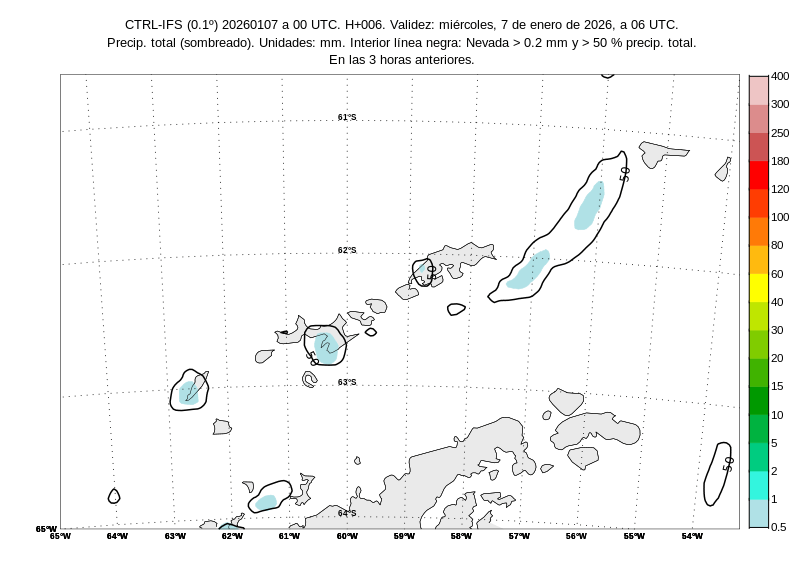 CTRL-IFS (0.1º) 20260107 a 00 UTC. H+006. Validez: miércoles, 7 de enero de 2026, a 06 UTC.
Precip. total (sombreado). Unidades: mm. Interior línea negra: Nevada > 0.2 mm y > 50 % precip. total.
En las 3 horas anteriores.
400
300
250
180
120
100
80
60
40
30
20
15
10
5
2
1
0.5
61°S
62°S
63°S
64°S
50
50
50
50
65°W
65°W
64°W
63°W
62°W
61°W
60°W
59°W
58°W
57°W
56°W
55°W
54°W